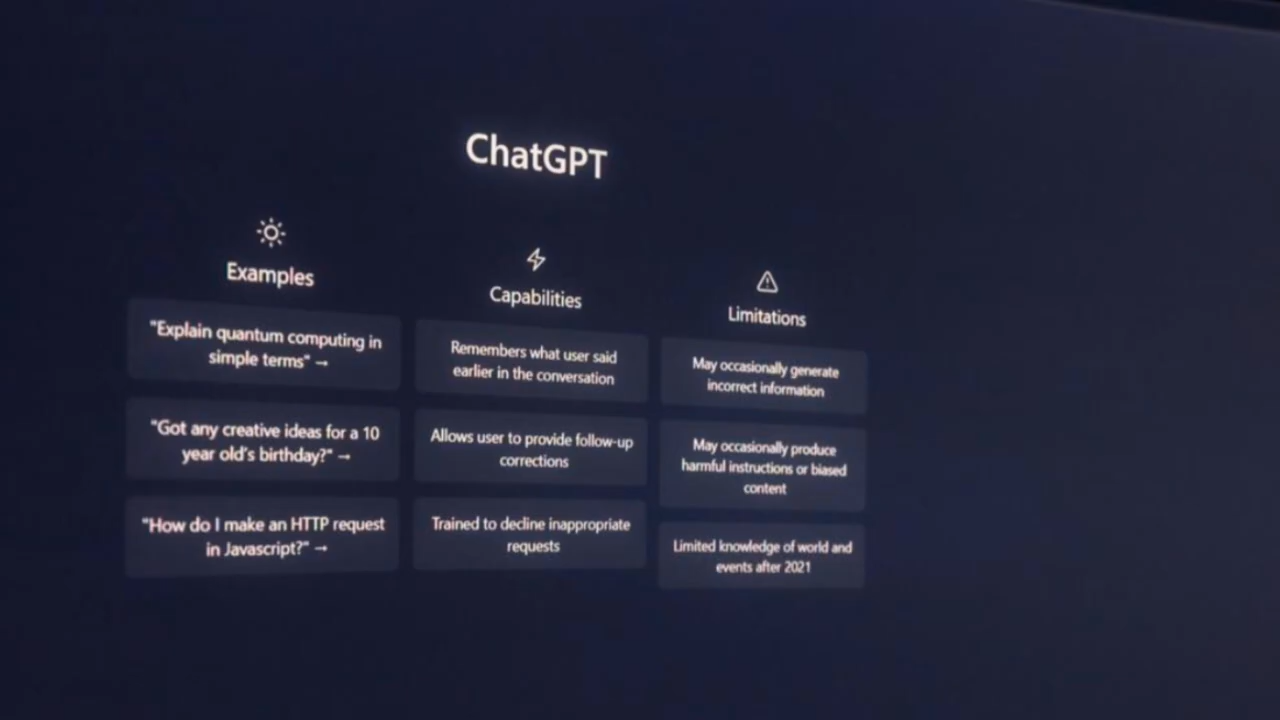 ChatGPT
Examples
"Explain quantum computing in
simple terms" →
"Got any creative ideas for a 10
year old's birthday?" →
"How do I make an HTTP request
in Javascript?" →
Capabilities
Remembers what user said
earlier in the conversation
Allows user to provide follow-up
corrections
Trained to decline inappropriate
requests
Limitations
May occasionally generate
incorrect information
May occasionally produce
harmful instructions or biased
content
Limited knowledge of world and
events after 2021